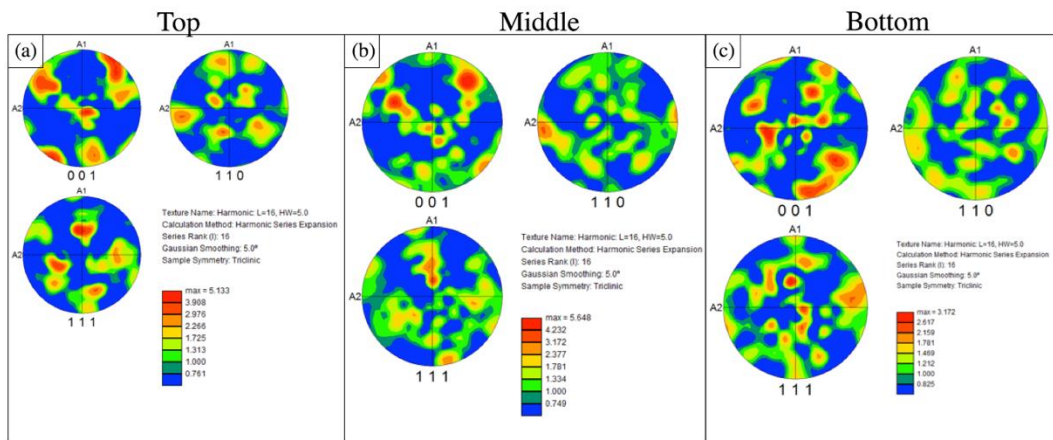 Top
Middle
Bottom
(a)
A1
A2
0 0 1
1 1 0
A1
A2
1 1 1
Texture Name: Harmonic: L=16, HW=5.0
Calculation Method: Harmonic Series Expansion
Series Rank (l): 16
Gaussian Smoothing: 5.0°
Sample Symmetry: Triclinic
max = 5.133
3.908
2.976
2.266
1.725
1.313
1.000
0.761
(b)
A1
A2
0 0 1
A1
A2
1 1 0
A1
A2
1 1 1
Texture Name: Harmonic: L=16, HW=5.0
Calculation Method: Harmonic Series Expansion
Series Rank (l): 16
Gaussian Smoothing: 5.0°
Sample Symmetry: Triclinic
max = 5.648
4.232
3.172
2.377
1.781
1.334
1.000
0.749
(c)
A1
A2
0 0 1
A1
A2
1 1 0
A1
A2
1 1 1
Texture Name: Harmonic: L=16, HW=5.0
Calculation Method: Harmonic Series Expansion
Series Rank (l): 16
Gaussian Smoothing: 5.0°
Sample Symmetry: Triclinic
max = 3.172
2.617
2.159
1.781
1.469
1.212
1.000
0.825